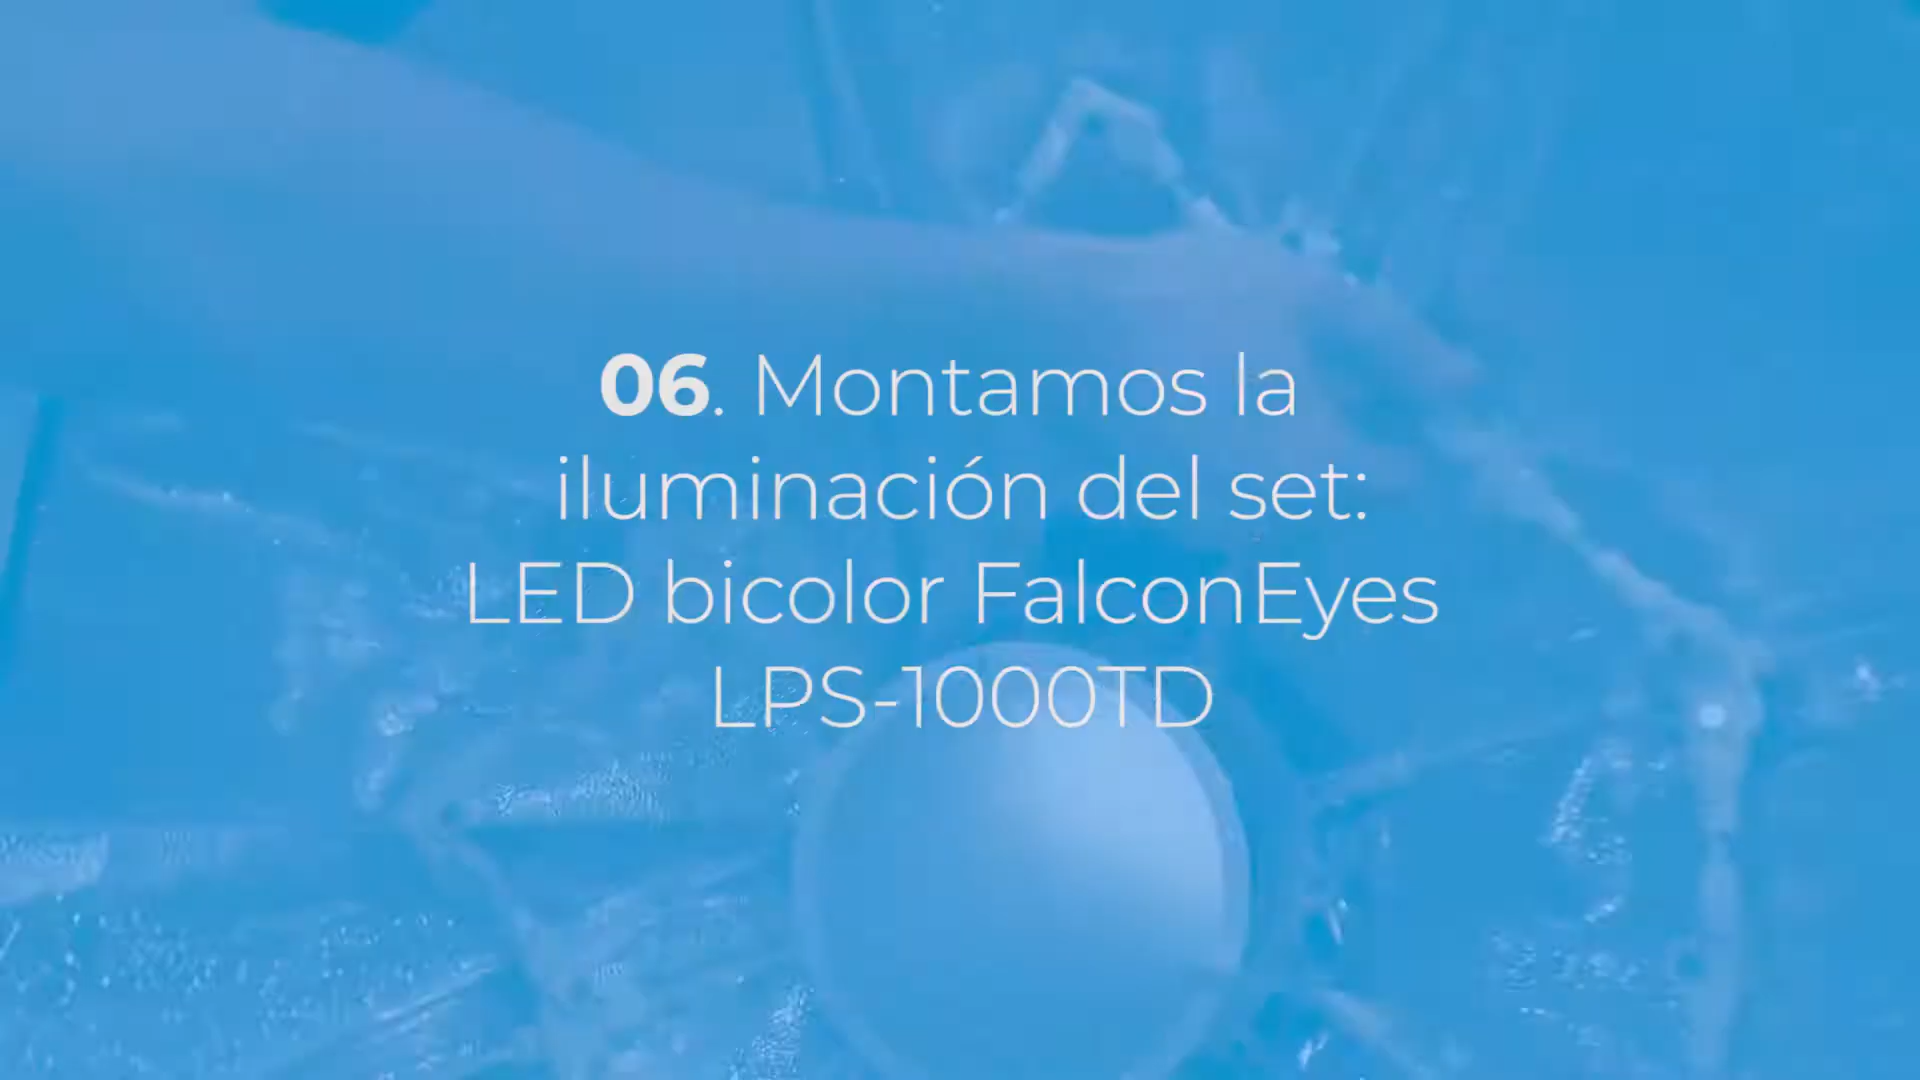 06. Montamos la
iluminación del set:
LED bicolor FalconEyes
LPS-1000TD